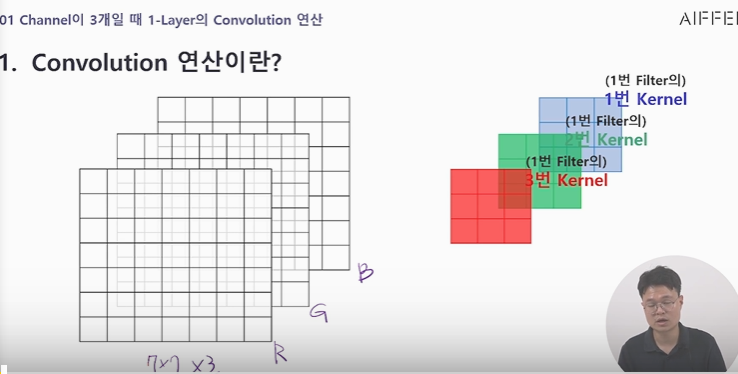 01 Channel이 3개일 때 1-Layer의 Convolution 연산
AIFFEL
1. Convolution 연산이란?
(1번 Filter의)
1번 Kernel
(1번 Filter의)
2번 Kernel
(1번 Filter의)
3번 Kernel
B
G
R
7x7 x3